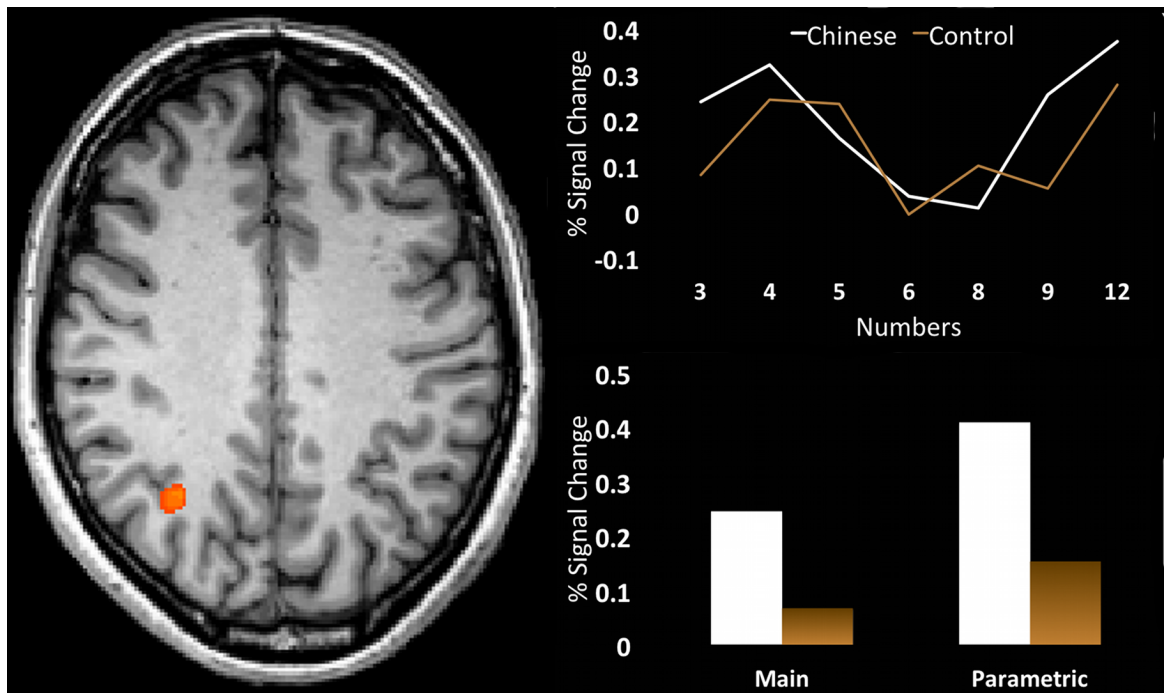 0.4
0.3
0.2
0.1
0
-0.1
% Signal Change
Chinese Control
3 4 5 6 8 9 12
Numbers
0.5
0.4
0.3
0.2
0.1
0
% Signal Change
Main Parametric